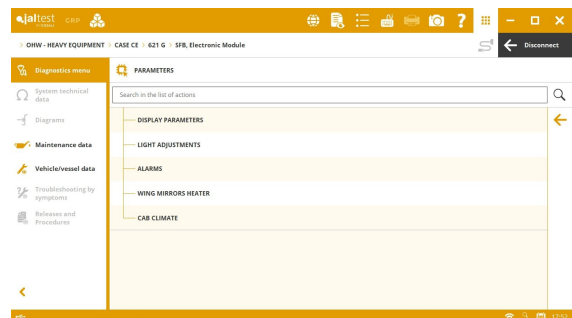 jaltest GRP
OHW - HEAVY EQUIPMENT > CASE CE > 621 G > SFB, Electronic Module
Disconnect
Diagnostics menu
PARAMETERS
System technical
data
Search in the list of actions
Diagrams
DISPLAY PARAMETERS
Maintenance data
LIGHT ADJUSTMENTS
Vehicle/vessel data
ALARMS
Troubleshooting by
symptoms
WING MIRRORS HEATER
Releases and
Procedures
CAB CLIMATE